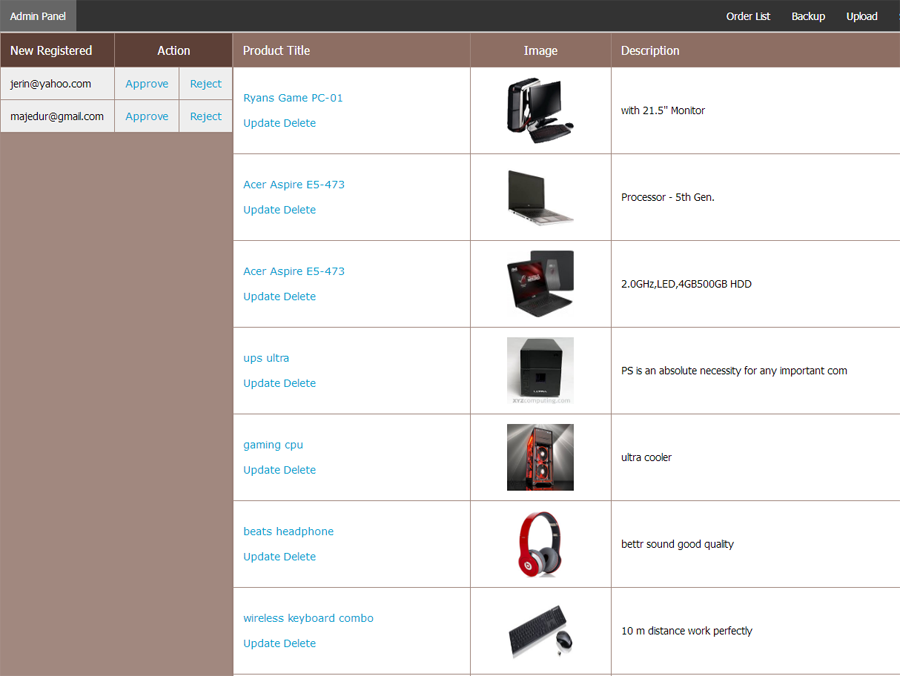 Admin Panel
Order List Backup Upload
New Registered Action
jerin@yahoo.com Approve Reject
majedur@gmail.com Approve Reject
Product Title Image Description
Ryans Game PC-01
Update Delete
with 21.5" Monitor
Acer Aspire E5-473
Update Delete
Processor - 5th Gen.
Acer Aspire E5-473
Update Delete
2.0GHz,LED,4GB500GB HDD
ups ultra
Update Delete
xyzcomputing.com
PS is an absolute necessity for any important com
gaming cpu
Update Delete
ultra cooler
beats headphone
Update Delete
bettr sound good quality
wireless keyboard combo
Update Delete
10 m distance work perfectly